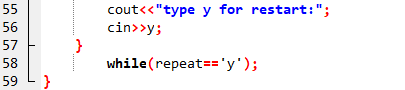 55 cout<<"type y for restart:";
56 cin>>y;
57 }
58 while(repeat=='y');
59 }